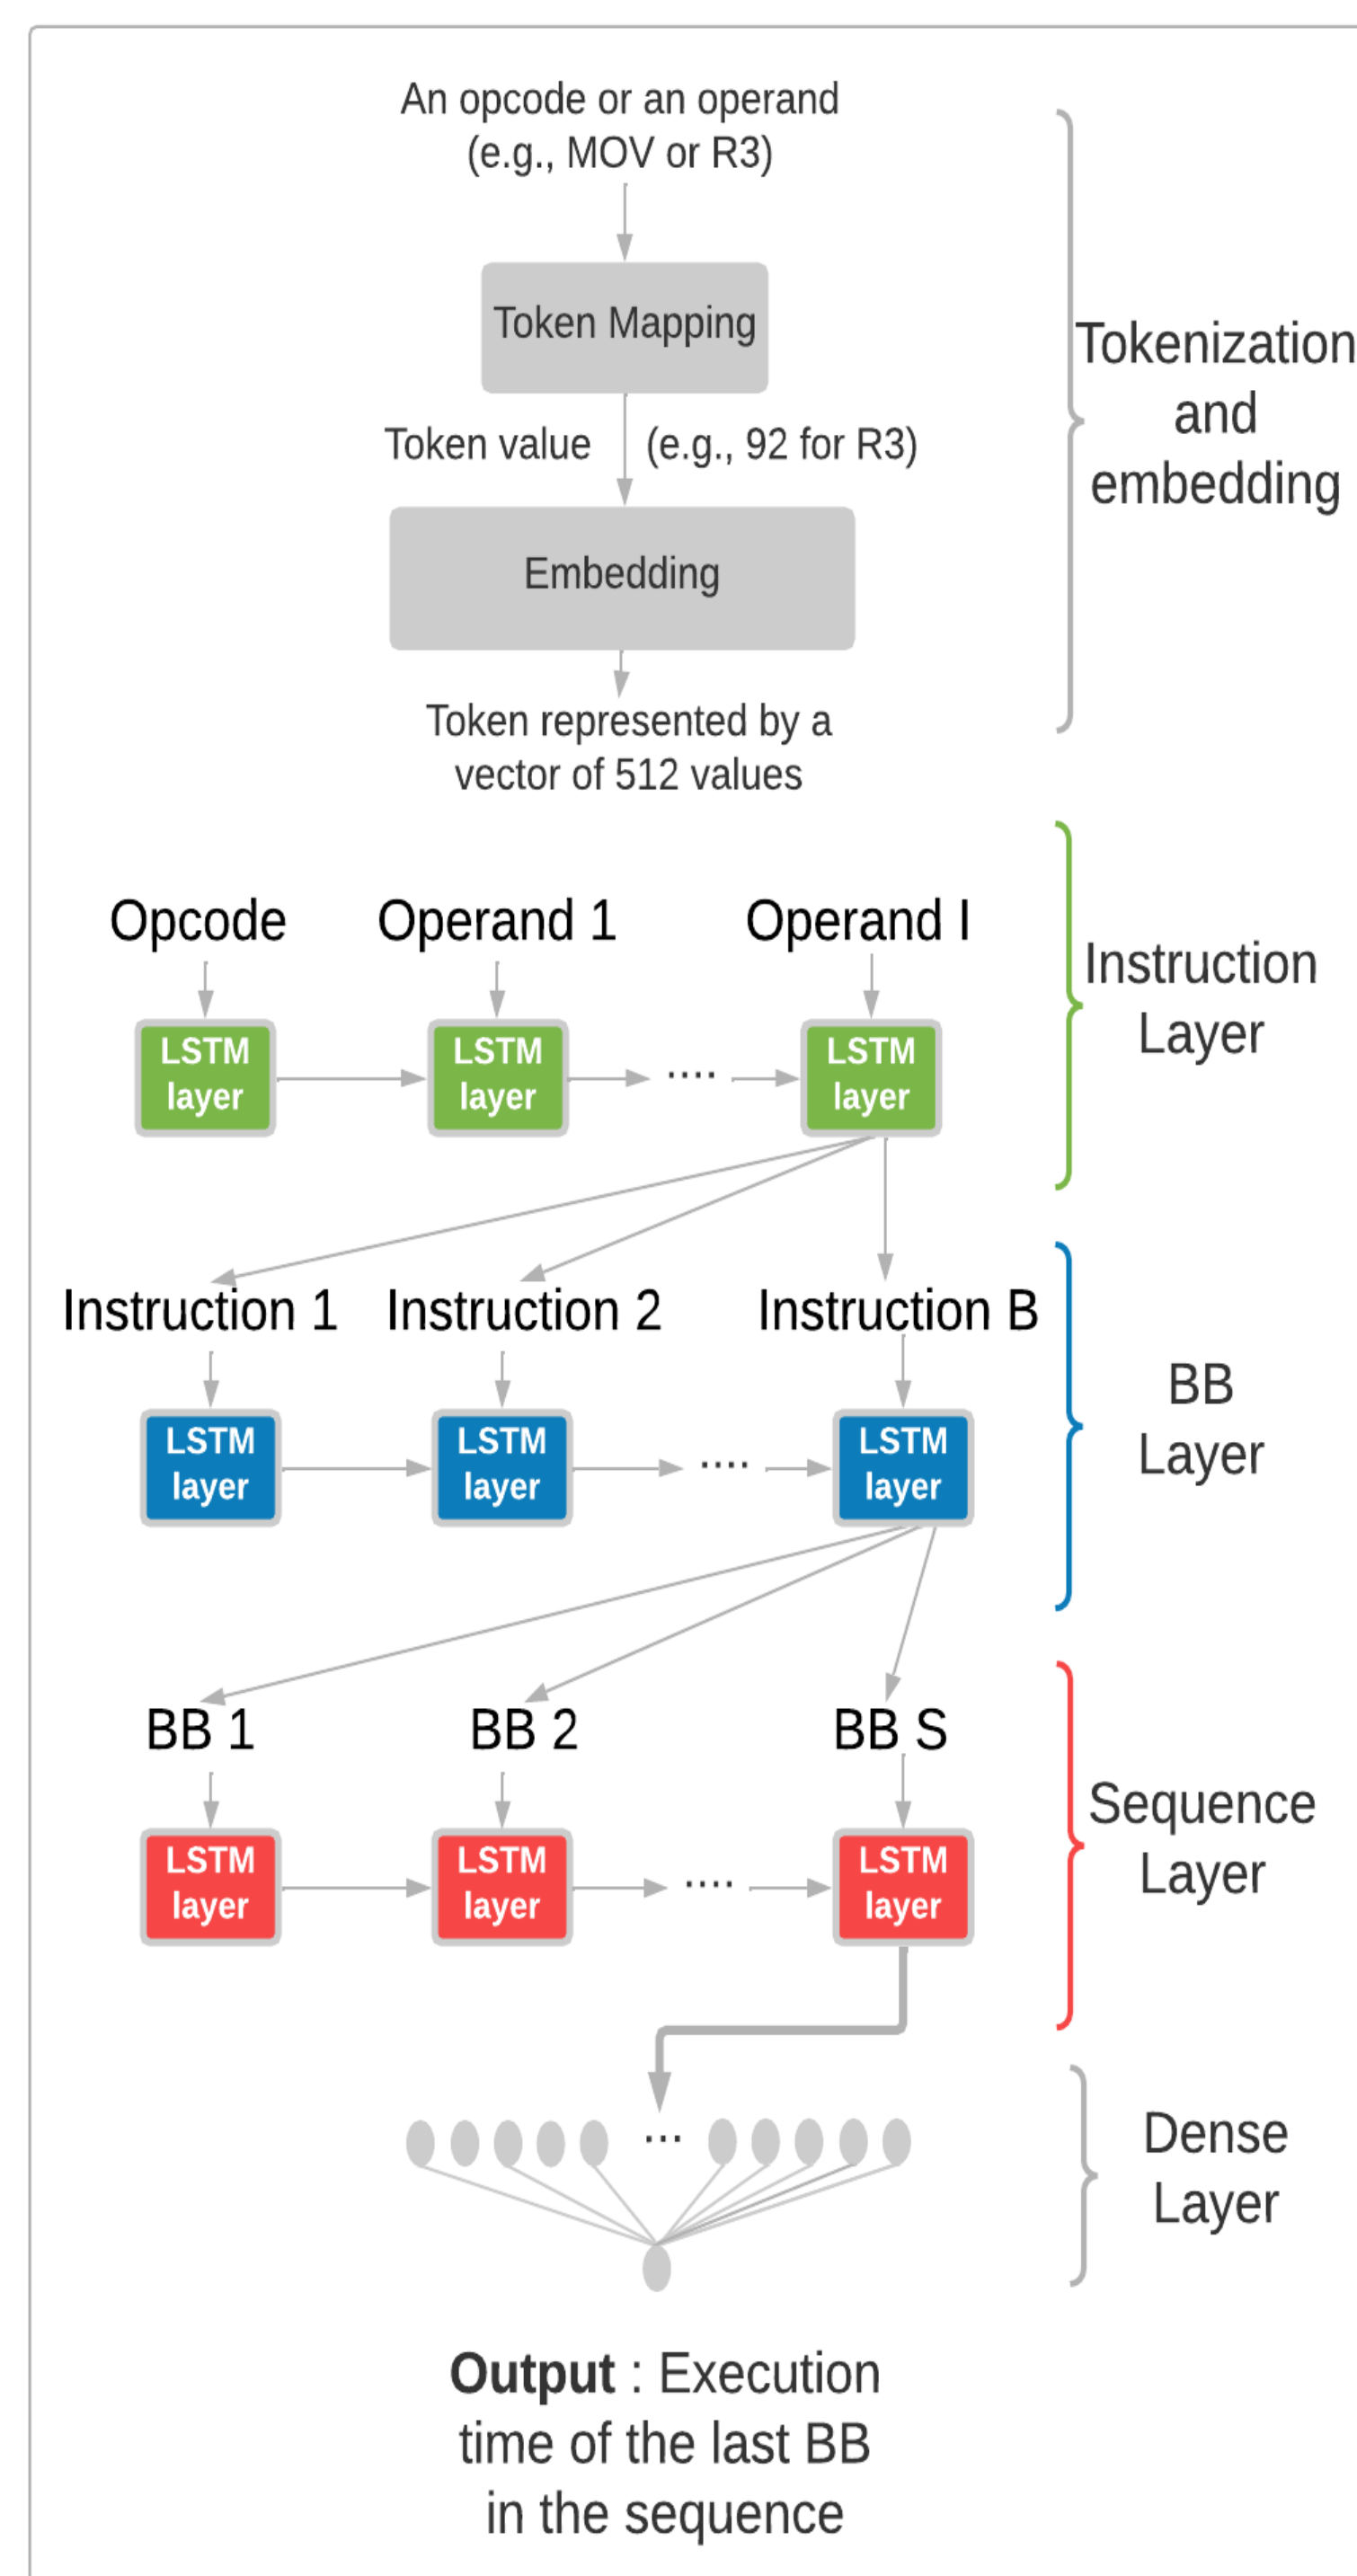 An opcode or an operand
(e.g., MOV or R3)
Token Mapping
Token value (e.g., 92 for R3)
Embedding
Token represented by a
vector of 512 values
Tokenization
and
embedding
Opcode Operand 1 Operand I
LSTM
layer
LSTM
layer
....
LSTM
layer
Instruction
Layer
Instruction 1 Instruction 2 Instruction B
LSTM
layer
LSTM
layer
....
LSTM
layer
BB
Layer
BB 1 BB 2 BB S
LSTM
layer
LSTM
layer
....
LSTM
layer
Sequence
Layer
...
Dense
Layer
Output : Execution
time of the last BB
in the sequence